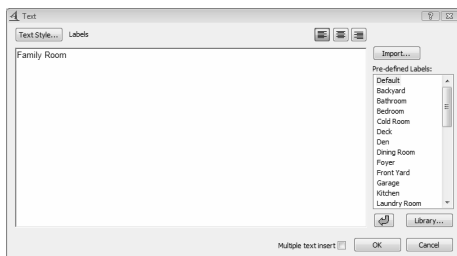 Text
Text Style... Labels
Family Room
Import...
Pre-defined Labels:
Default
Backyard
Bathroom
Bedroom
Cold Room
Deck
Den
Dining Room
Foyer
Front Yard
Garage
Kitchen
Laundry Room
Library...
Multiple text insert
OK
Cancel